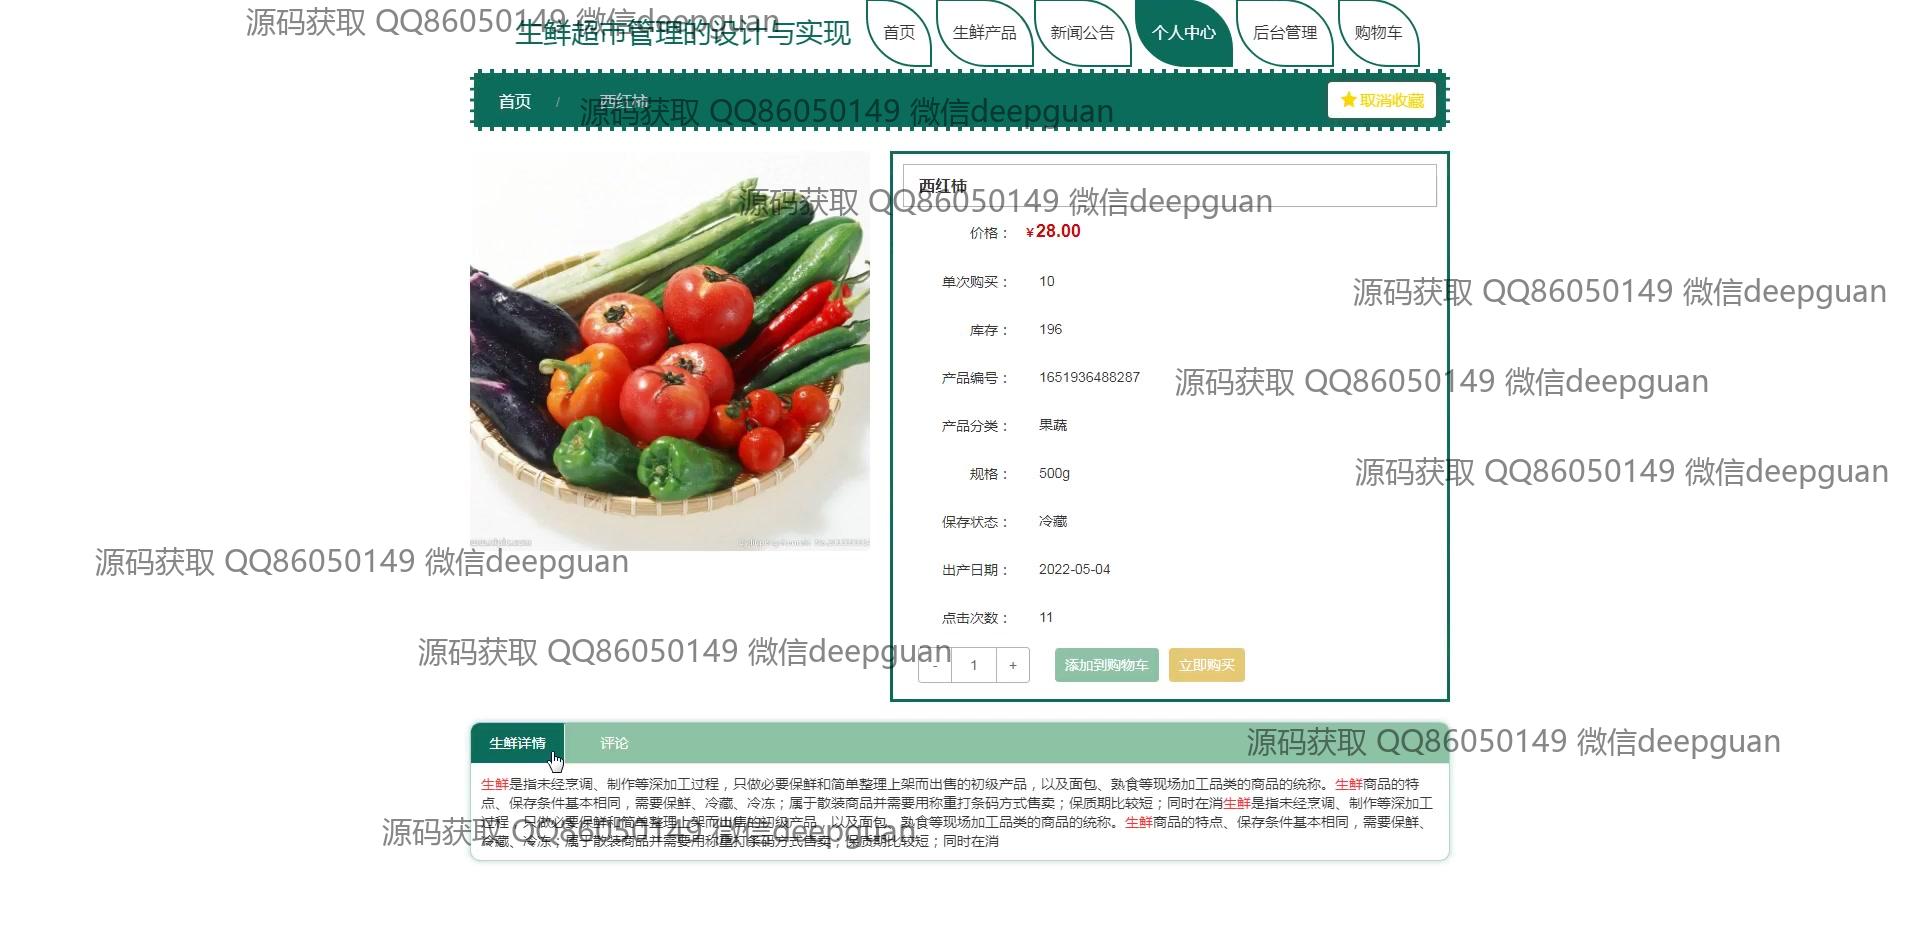 源码获取 QQ86050149 微信deepguan
生鲜超市管理的设计与实现
首页
生鲜产品
新闻公告
个人中心
后台管理
购物车
首页 / 西红柿
取消收藏
源码获取 QQ86050149 微信deepguan
西红柿
源码获取 QQ86050149 微信deepguan
价格： ¥28.00
单次购买： 10
源码获取 QQ86050149 微信deepguan
库存： 196
产品编号： 1651936488287
源码获取 QQ86050149 微信deepguan
产品分类： 果蔬
规格： 500g
源码获取 QQ86050149 微信deepguan
保存状态： 冷藏
出产日期： 2022-05-04
源码获取 QQ86050149 微信deepguan
点击次数： 11
源码获取 QQ86050149 微信deepguan
- 1 + 添加到购物车 立即购买
生鲜详情 评论
源码获取 QQ86050149 微信deepguan
生鲜是指未经烹调、制作等深加工过程，只做必要保鲜和简单整理上架而出售的初级产品，以及面包、熟食等现场加工品类的商品的统称。生鲜商品的特
点、保存条件基本相同，需要保鲜、冷藏、冷冻；属于散装商品并需要用称重打条码方式售卖；保质期比较短；同时在消生鲜是指未经烹调、制作等深加工
过程，只做必要保鲜和简单整理上架而出售的初级产品，以及面包、熟食等现场加工品类的商品的统称。生鲜商品的特点、保存条件基本相同，需要保鲜、
源码获取 QQ86050149 微信deepguan
冷藏、冷冻；属于散装商品并需要用称重打条码方式售卖；保质期比较短；同时在消